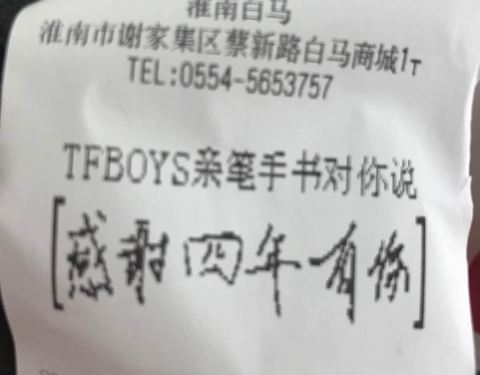 淮南白马
淮南市谢家集区蔡新路白马商城1T
TEL:0554-5653757
TFBOYS亲笔手书对你说
[感谢四年有你]